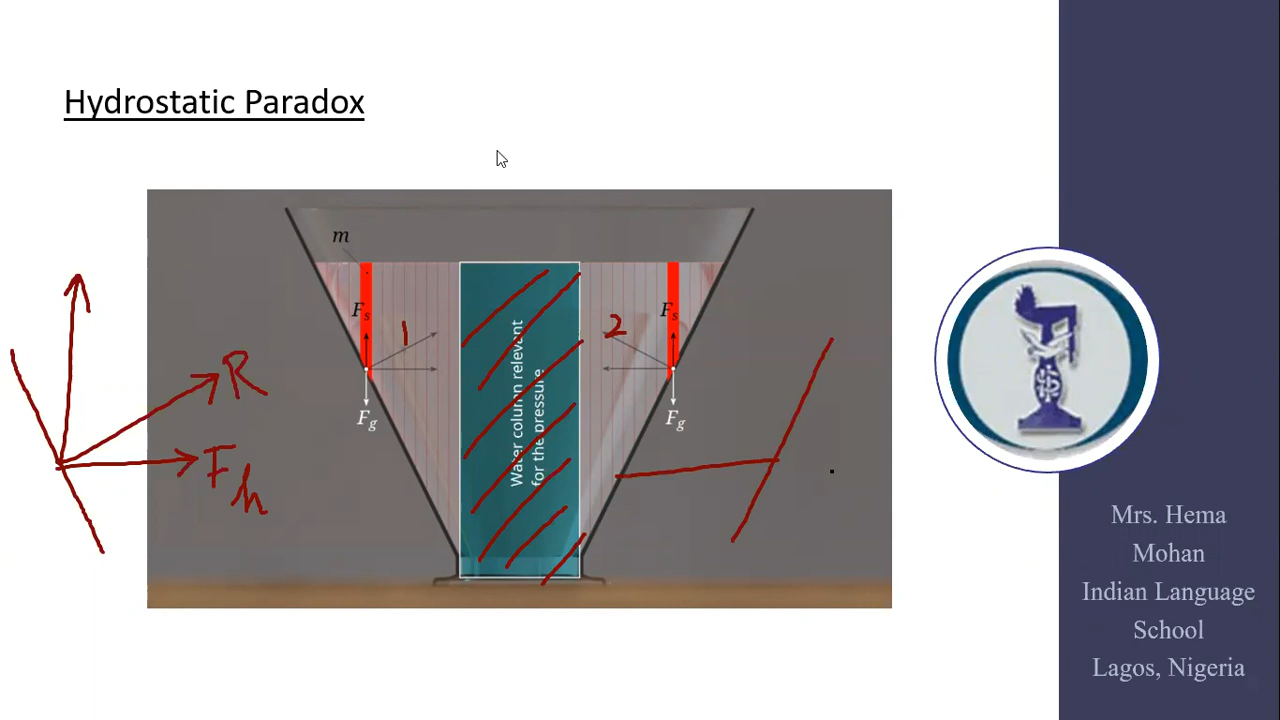 Hydrostatic Paradox
m
Fs
Fs
1
2
R
Fg
Fg
Fh
Water column relevant
for the pressure
Mrs. Hema
Mohan
Indian Language
School
Lagos, Nigeria